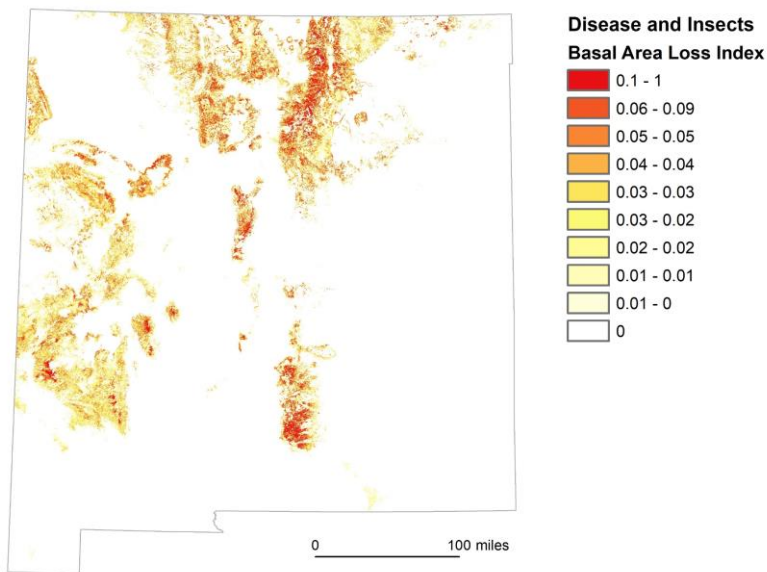 Disease and Insects
Basal Area Loss Index
0.1 - 1
0.06 - 0.09
0.05 - 0.05
0.04 - 0.04
0.03 - 0.03
0.03 - 0.02
0.02 - 0.02
0.01 - 0.01
0.01 - 0
0
0 100 miles